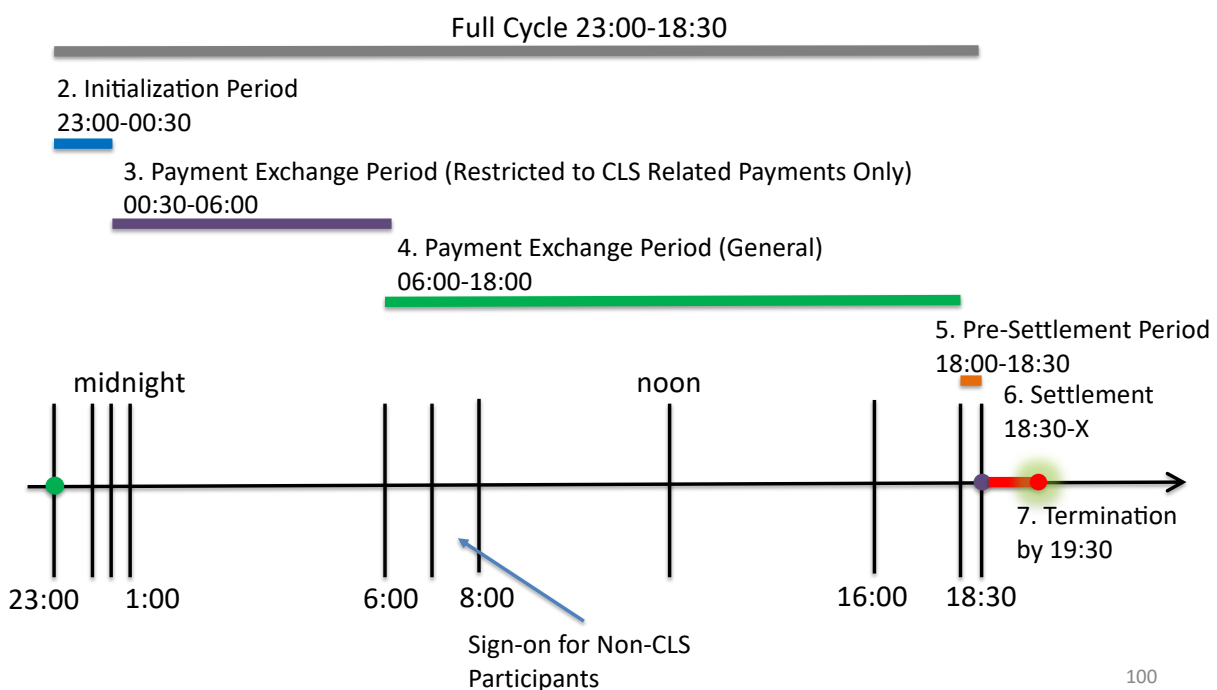 Full Cycle 23:00-18:30
2. Initialization Period
23:00-00:30
3. Payment Exchange Period (Restricted to CLS Related Payments Only)
00:30-06:00
4. Payment Exchange Period (General)
06:00-18:00
5. Pre-Settlement Period
18:00-18:30
midnight
noon
6. Settlement
18:30-X
7. Termination
by 19:30
23:00
1:00
6:00
8:00
16:00
18:30
Sign-on for Non-CLS
Participants
100